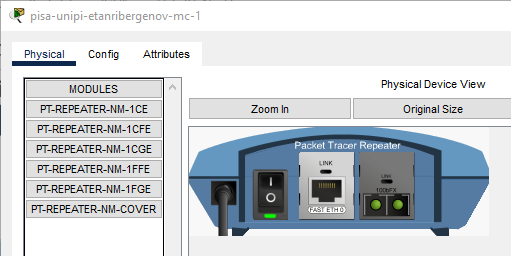 pisa-unipi-etanribergenov-mc-1
Physical Config Attributes
MODULES
PT-REPEATER-NM-1CE
PT-REPEATER-NM-1CFE
PT-REPEATER-NM-1CGE
PT-REPEATER-NM-1FFE
PT-REPEATER-NM-1FGE
PT-REPEATER-NM-COVER
Physical Device View
Zoom In Original Size
Packet Tracer Repeater
LINK
LINK
100bFX
FAST ETH 0